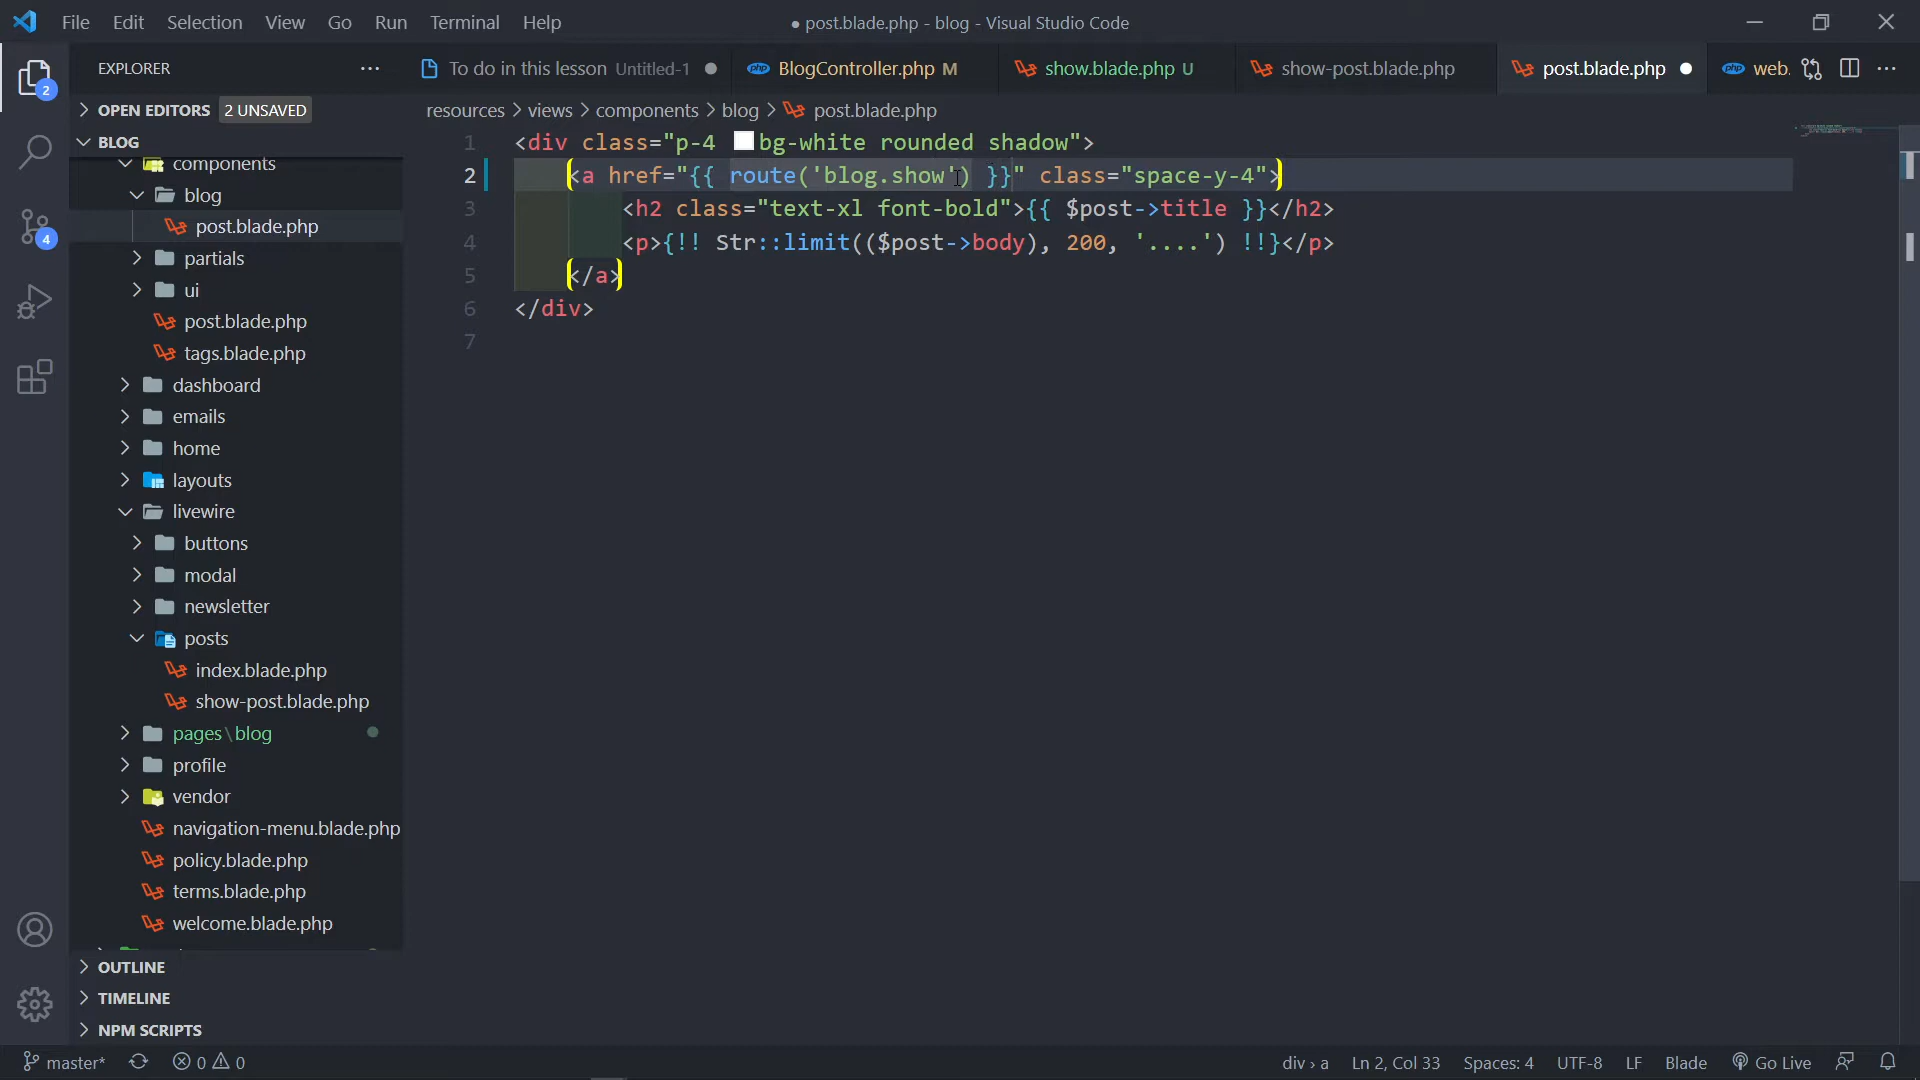 File Edit Selection View Go Run Terminal Help
● post.blade.php - blog - Visual Studio Code
EXPLORER
To do in this lesson Untitled-1
BlogController.php M
show.blade.php U
show-post.blade.php
post.blade.php
web.
OPEN EDITORS 2 UNSAVED
resources > views > components > blog > post.blade.php
BLOG
components
blog
post.blade.php
partials
ui
post.blade.php
tags.blade.php
dashboard
emails
home
layouts
livewire
buttons
modal
newsletter
posts
index.blade.php
show-post.blade.php
pages\blog
profile
vendor
navigation-menu.blade.php
policy.blade.php
terms.blade.php
welcome.blade.php
OUTLINE
TIMELINE
NPM SCRIPTS
1 <div class="p-4 bg-white rounded shadow">
2 <a href="{{ route('blog.show') }}" class="space-y-4">
3 <h2 class="text-xl font-bold">{{ $post->title }}</h2>
4 <p>{!! Str::limit(($post->body), 200, '....') !!}</p>
5 </a>
6 </div>
7
2
4
master* 0 0
div > a Ln 2, Col 33 Spaces: 4 UTF-8 LF Blade Go Live